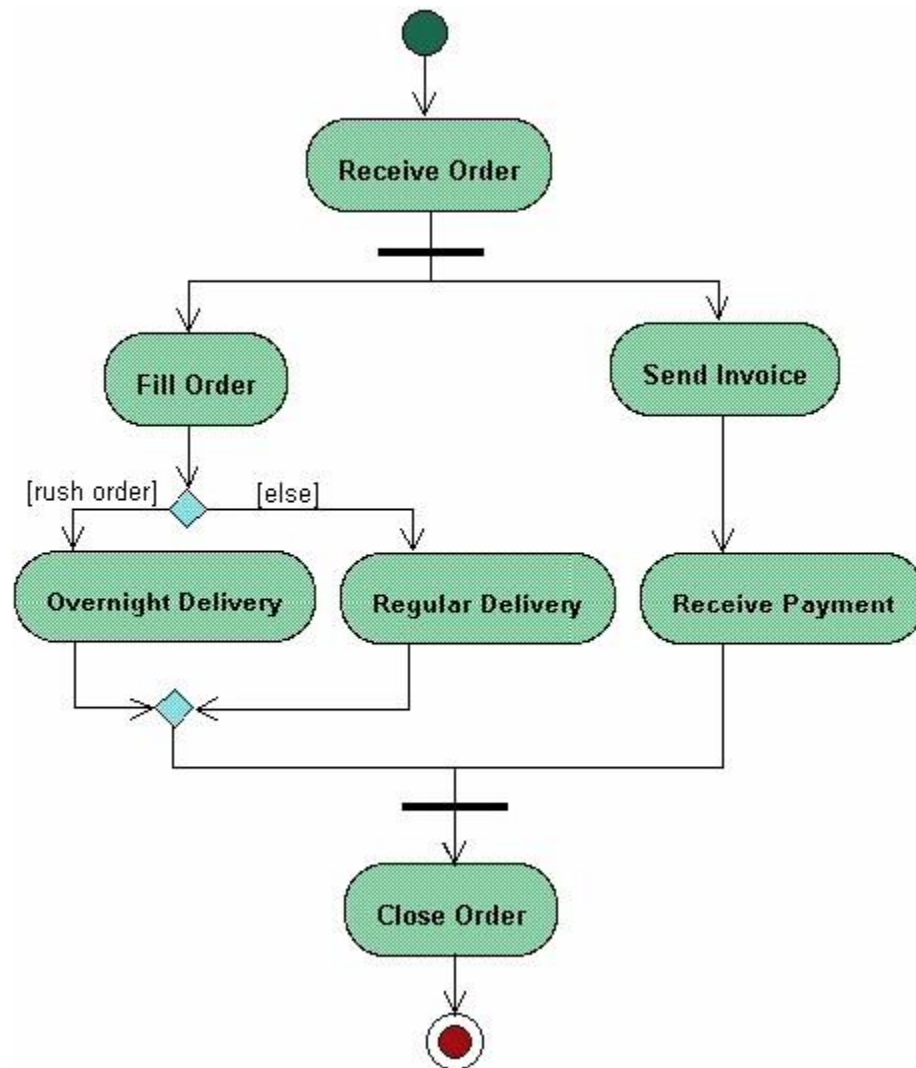 Receive Order
Fill Order
Send Invoice
[rush order]
[else]
Overnight Delivery
Regular Delivery
Receive Payment
Close Order